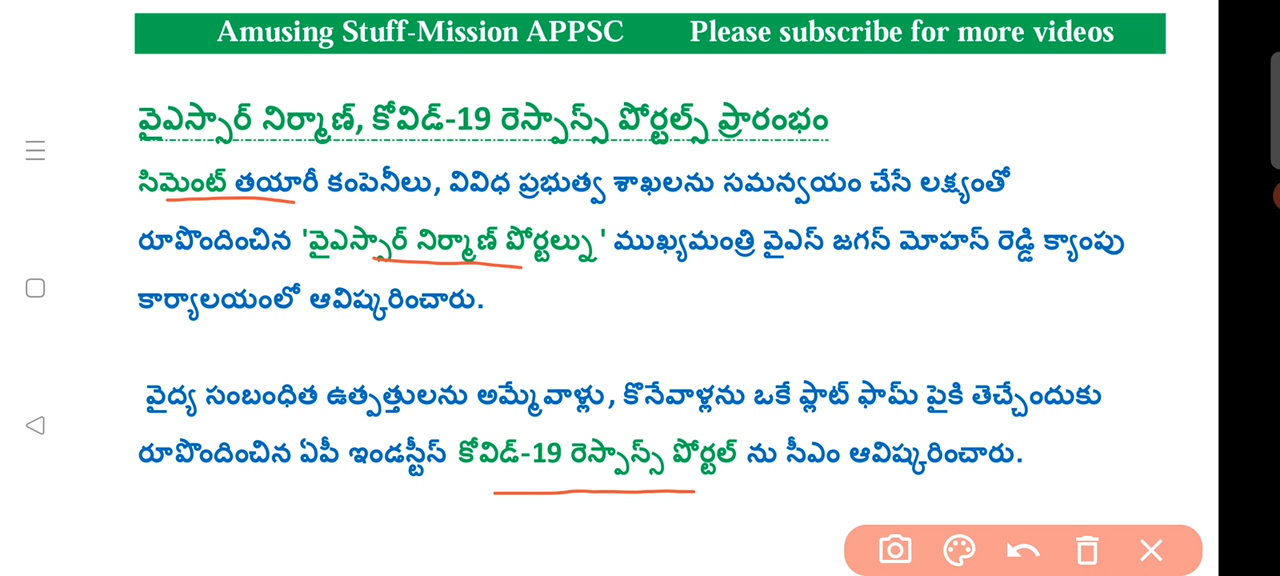 Amusing Stuff-Mission APPSC Please subscribe for more videos
వైఎస్సార్ నిర్మాణ్, కోవిడ్-19 రెస్పాన్స్ పోర్టల్స్ ప్రారంభం
సిమెంట్ తయారీ కంపెనీలు, వివిధ ప్రభుత్వ శాఖలను సమన్వయం చేసే లక్ష్యంతో
రూపొందించిన 'వైఎస్సార్ నిర్మాణ్ పోర్టల్ను ' ముఖ్యమంత్రి వైఎస్ జగన్ మోహన్ రెడ్డి క్యాంపు
కార్యాలయంలో ఆవిష్కరించారు.
వైద్య సంబంధిత ఉత్పత్తులను అమ్మేవాళ్లు, కొనేవాళ్లను ఒకే ప్లాట్ ఫామ్ పైకి తెచ్చేందుకు
రూపొందించిన ఏపీ ఇండస్ట్రీస్ కోవిడ్-19 రెస్పాన్స్ పోర్టల్ ను సీఎం ఆవిష్కరించారు.